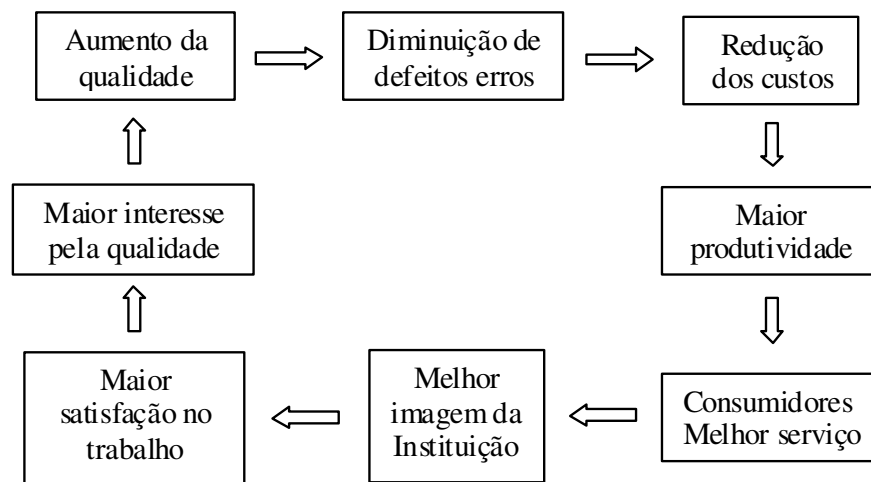 Aumento da
qualidade
Diminuição de
defeitos erros
Redução
dos custos
Maior
produtividade
Consumidores
Melhor serviço
Melhor
imagem da
Instituição
Maior
satisfação no
trabalho
Maior interesse
pela qualidade